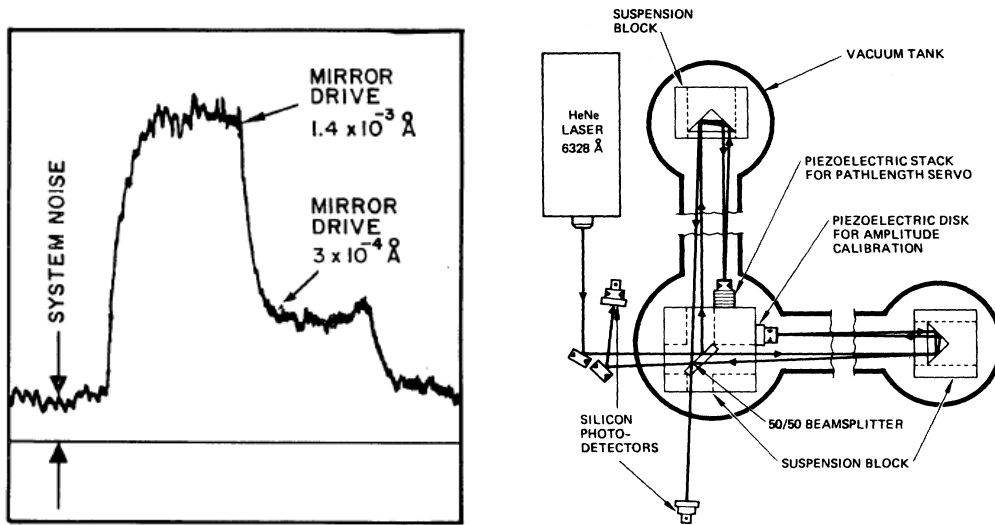 MIRROR
DRIVE
1.4 x 10⁻³ Å
MIRROR
DRIVE
3 x 10⁻⁴ Å
SYSTEM NOISE
SUSPENSION
BLOCK
VACUUM TANK
HeNe
LASER
6328 Å
PIEZOELECTRIC STACK
FOR PATHLENGTH SERVO
PIEZOELECTRIC DISK
FOR AMPLITUDE
CALIBRATION
SILICON
PHOTO-
DETECTORS
50/50 BEAMSPLITTER
SUSPENSION BLOCK